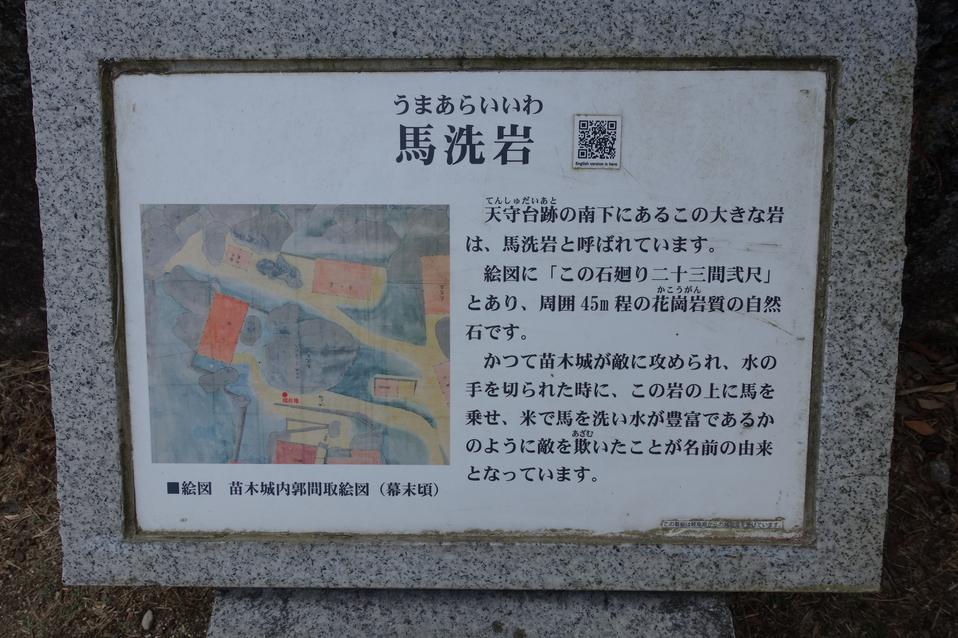 うまあらいいわ
馬洗岩
English version is here
てんしゅだいあと
天守台跡の南下にあるこの大きな岩
は、馬洗岩と呼ばれています。
絵図に「この石廻り二十三間弐尺」
かこうがん
とあり、周囲45m程の花崗岩質の自然
石です。
かつて苗木城が敵に攻められ、水の
手を切られた時に、この岩の上に馬を
乗せ、米で馬を洗い水が豊富であるか
あざむ
のように敵を欺いたことが名前の由来
となっています。
現在地
■絵図 苗木城内郭間取絵図（幕末頃）